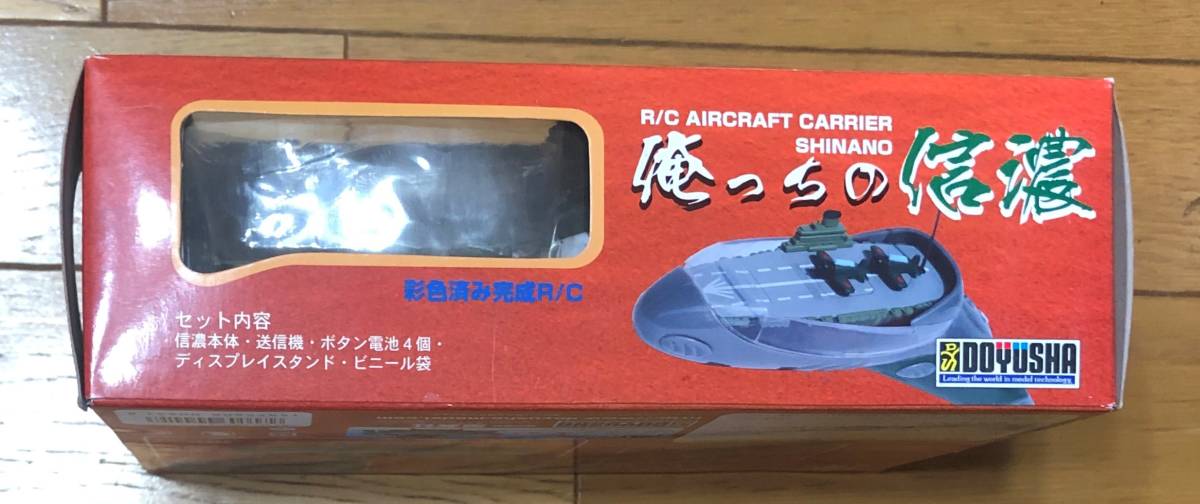 R/C AIRCRAFT CARRIER
SHINANO
俺っちの信濃
彩色済み完成R/C
セット内容
信濃本体・送信機・ボタン電池4個・
ディスプレイスタンド・ビニール袋
DOYUSHA
Leading the world in model technology.